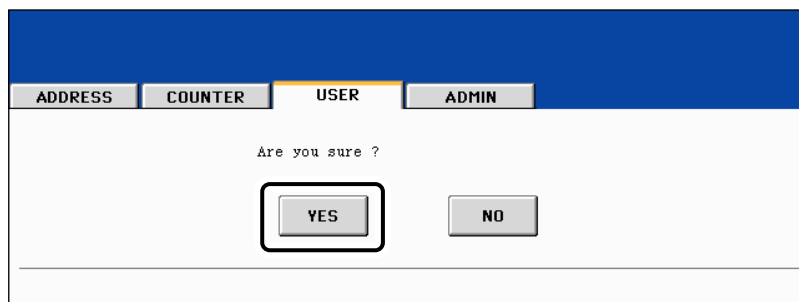 ADDRESS COUNTER USER ADMIN
Are you sure ?
YES NO